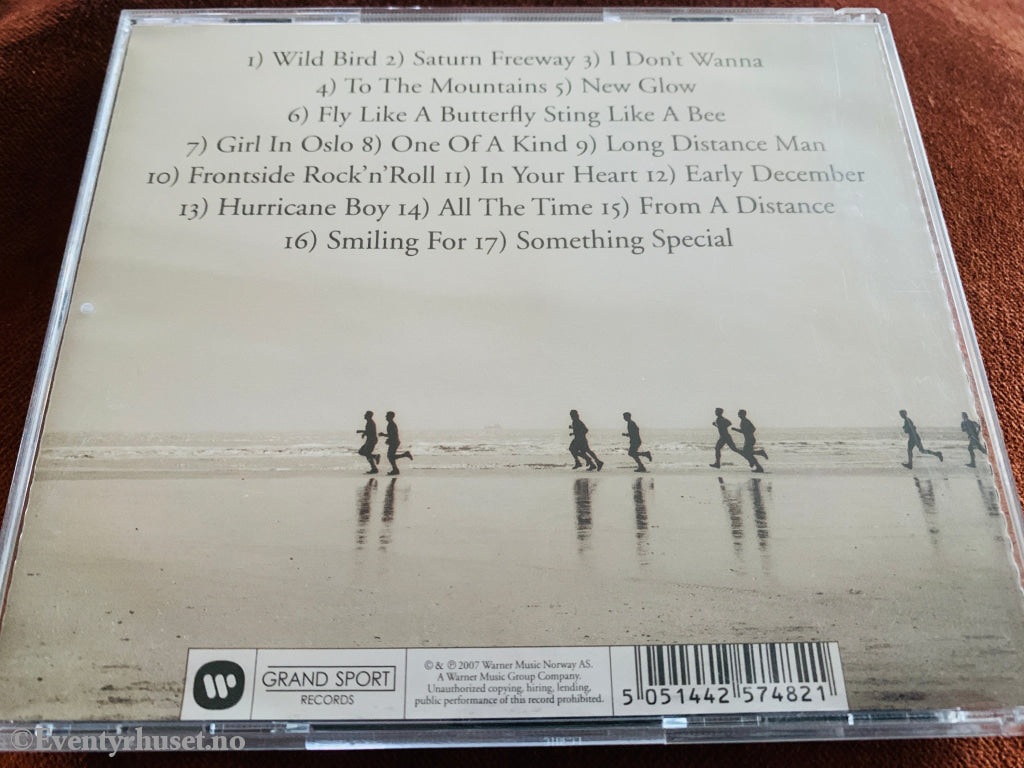 1) Wild Bird 2) Saturn Freeway 3) I Don't Wanna
4) To The Mountains 5) New Glow
6) Fly Like A Butterfly Sting Like A Bee
7) Girl In Oslo 8) One Of A Kind 9) Long Distance Man
10) Frontside Rock'n'Roll 11) In Your Heart 12) Early December
13) Hurricane Boy 14) All The Time 15) From A Distance
16) Smiling For 17) Something Special
GRAND SPORT
RECORDS
© & ℗ 2007 Warner Music Norway AS.
A Warner Music Group Company.
Unauthorized copying, hiring, lending,
public performance of this record prohibited.
5 051442 574821
©Eventyrhuset.no